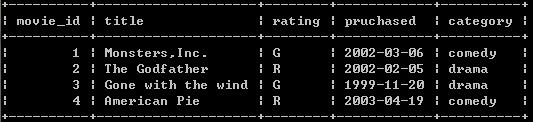 movie_id | title | rating | pruchased | category
1 | Monsters,Inc. | G | 2002-03-06 | comedy
2 | The Godfather | R | 2002-02-05 | drama
3 | Gone with the wind | G | 1999-11-20 | drama
4 | American Pie | R | 2003-04-19 | comedy